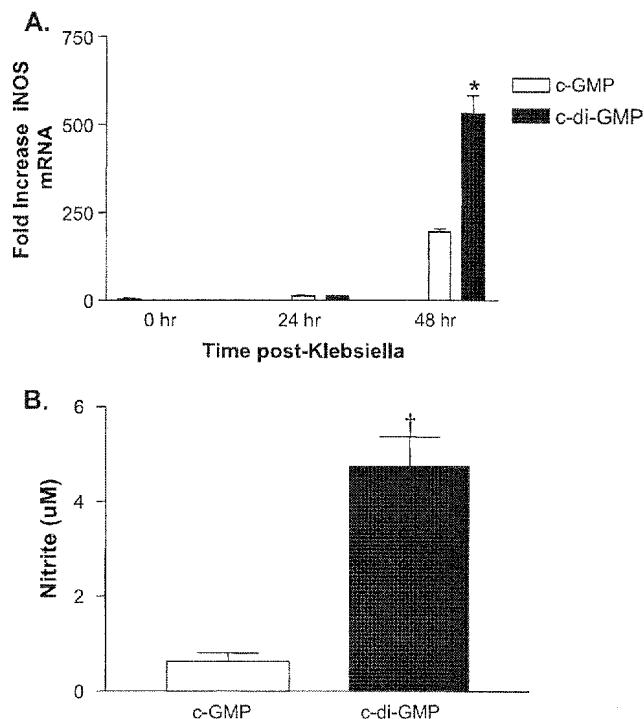 A.
Fold Increase iNOS
mRNA
750
500
250
0
*
c-GMP
c-di-GMP
0 hr
24 hr
48 hr
Time post-Klebsiella
B.
Nitrite (uM)
6
4
2
0
†
c-GMP
c-di-GMP